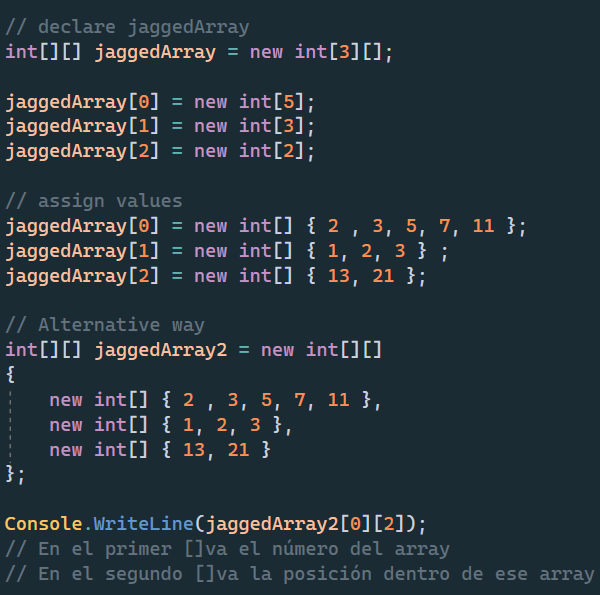 // declare jaggedArray
int[][] jaggedArray = new int[3][];
jaggedArray[0] = new int[5];
jaggedArray[1] = new int[3];
jaggedArray[2] = new int[2];
// assign values
jaggedArray[0] = new int[] { 2 , 3, 5, 7, 11 };
jaggedArray[1] = new int[] { 1, 2, 3 } ;
jaggedArray[2] = new int[] { 13, 21 };
// Alternative way
int[][] jaggedArray2 = new int[][]
{
    new int[] { 2 , 3, 5, 7, 11 },
    new int[] { 1, 2, 3 },
    new int[] { 13, 21 }
};
Console.WriteLine(jaggedArray2[0][2]);
// En el primer []va el número del array
// En el segundo []va la posición dentro de ese array